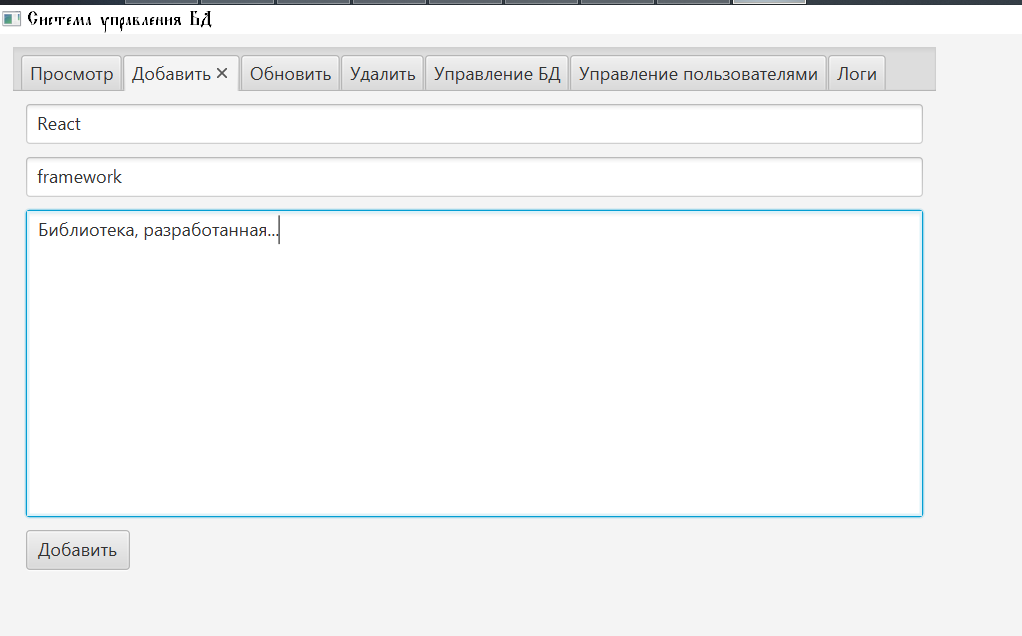 Система управления БД
Просмотр Добавить Обновить Удалить Управление БД Управление пользователями Логи
React
framework
Библиотека, разработанная...
Добавить